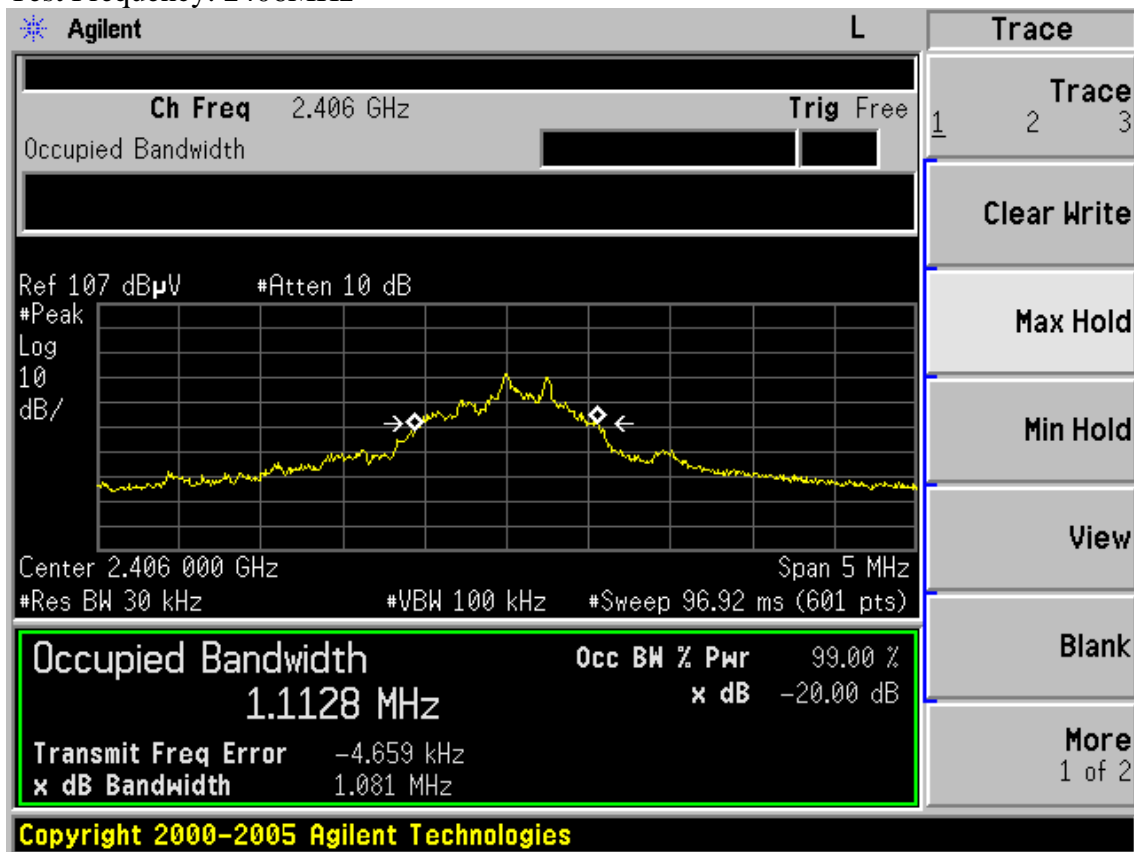 Agilent L Trace
Ch Freq 2.406 GHz Trig Free
Occupied Bandwidth
Trace
1 2 3
Clear Write
Ref 107 dBµV #Atten 10 dB
#Peak
Log
10
dB/
Max Hold
Min Hold
View
Center 2.406 000 GHz Span 5 MHz
#Res BW 30 kHz #VBW 100 kHz #Sweep 96.92 ms (601 pts)
Occupied Bandwidth Occ BW % Pwr 99.00 %
1.1128 MHz x dB -20.00 dB
Transmit Freq Error -4.659 kHz
x dB Bandwidth 1.081 MHz
Blank
More
1 of 2
Copyright 2000-2005 Agilent Technologies